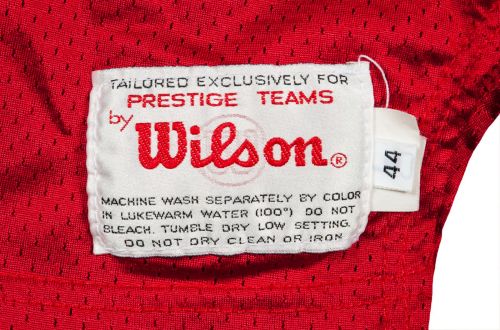 TAILORED EXCLUSIVELY FOR
PRESTIGE TEAMS
by Wilson®
MACHINE WASH SEPARATELY BY COLOR
IN LUKEWARM WATER (100°) DO NOT
BLEACH. TUMBLE DRY LOW SETTING.
DO NOT DRY CLEAN OR IRON.
44